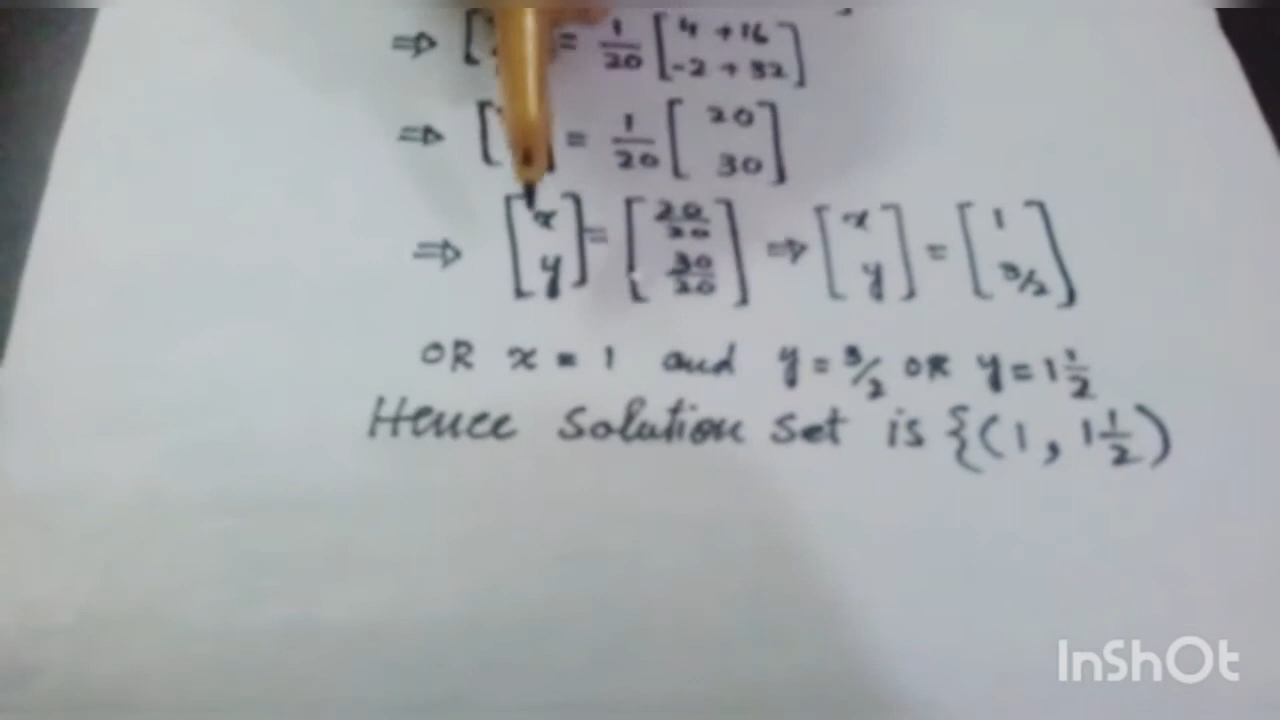 ⇒ [ ] = 1/20 [4 +16 -2 + 32]
⇒ [ ] = 1/20 [20 30]
⇒ [x y] = [20/20 30/20] ⇒ [x y] = [1 3/2]
OR x = 1 and y = 3/2 OR y = 1 1/2
Hence Solution set is {(1, 1 1/2)
InShOt